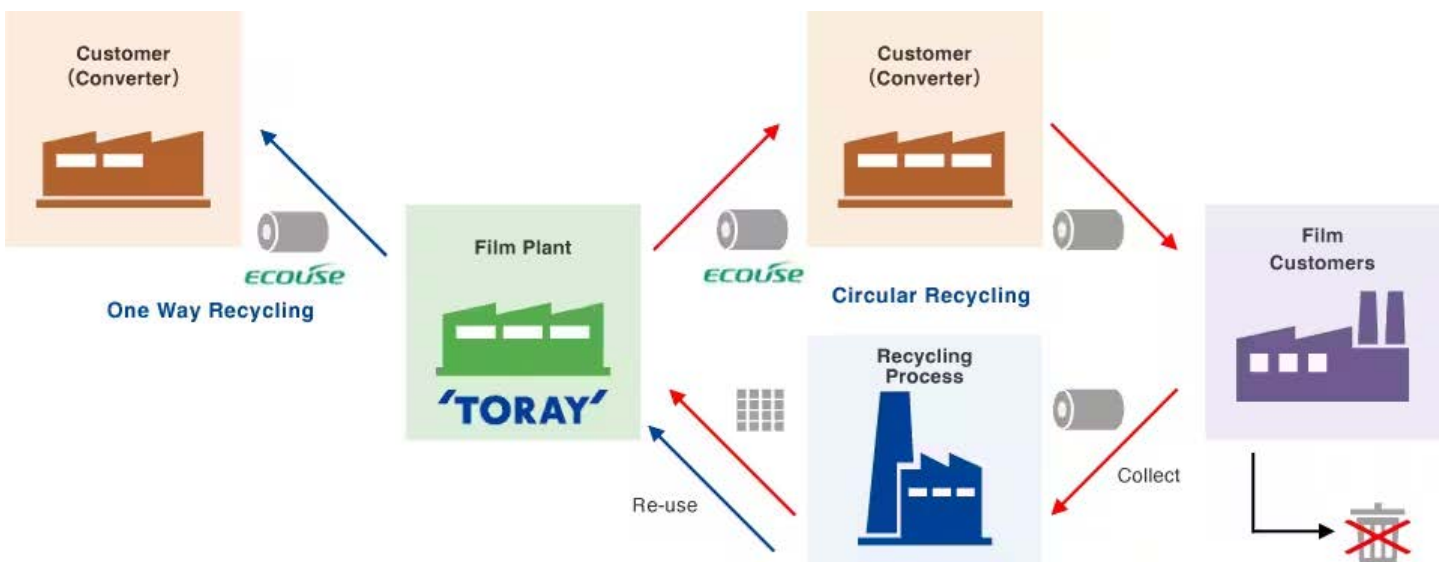 Customer
(Converter)
Customer
(Converter)
Film Plant
Film
Customers
ECOUSE
ECOUSE
One Way Recycling
Circular Recycling
Recycling
Process
'TORAY'
Collect
Re-use